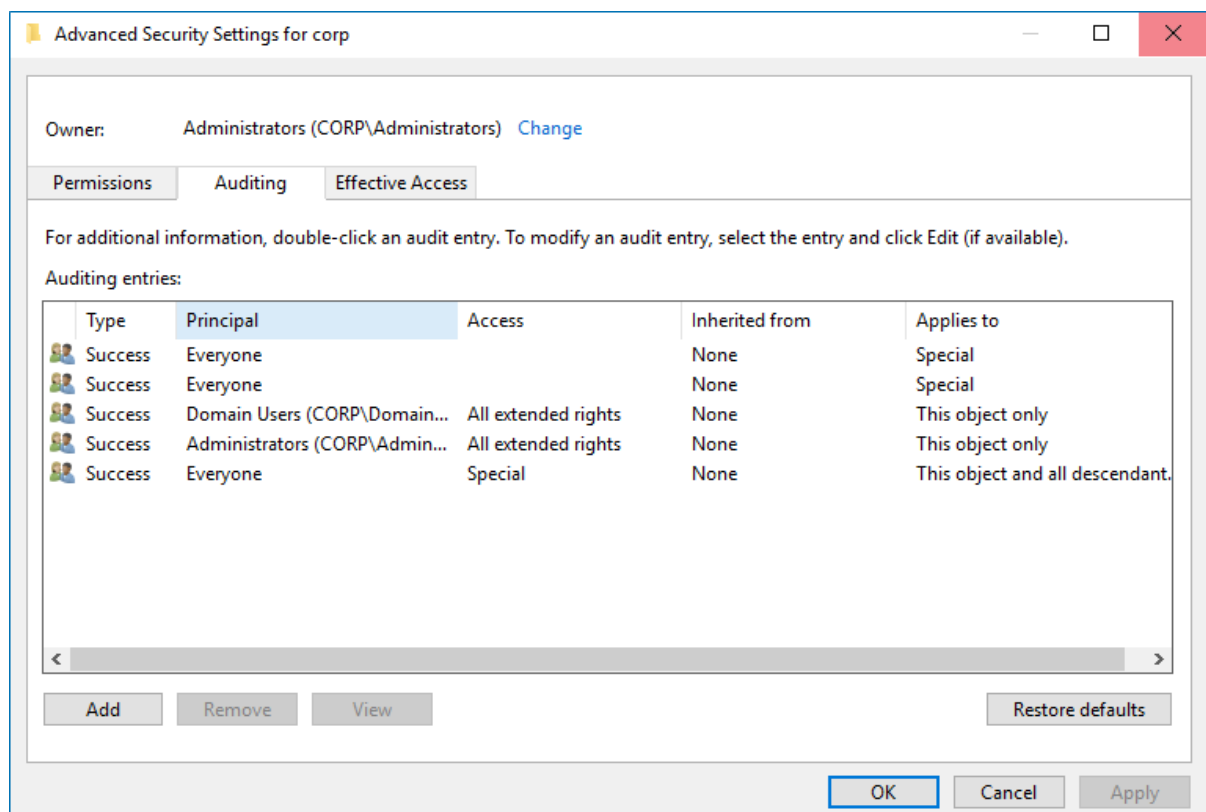 Advanced Security Settings for corp
Owner: Administrators (CORP\Administrators) Change
Permissions Auditing Effective Access
For additional information, double-click an audit entry. To modify an audit entry, select the entry and click Edit (if available).
Auditing entries:
Type Principal Access Inherited from Applies to
Success Everyone None Special
Success Everyone None Special
Success Domain Users (CORP\Domain... All extended rights None This object only
Success Administrators (CORP\Admin... All extended rights None This object only
Success Everyone Special None This object and all descendant.
Add Remove View Restore defaults
OK Cancel Apply